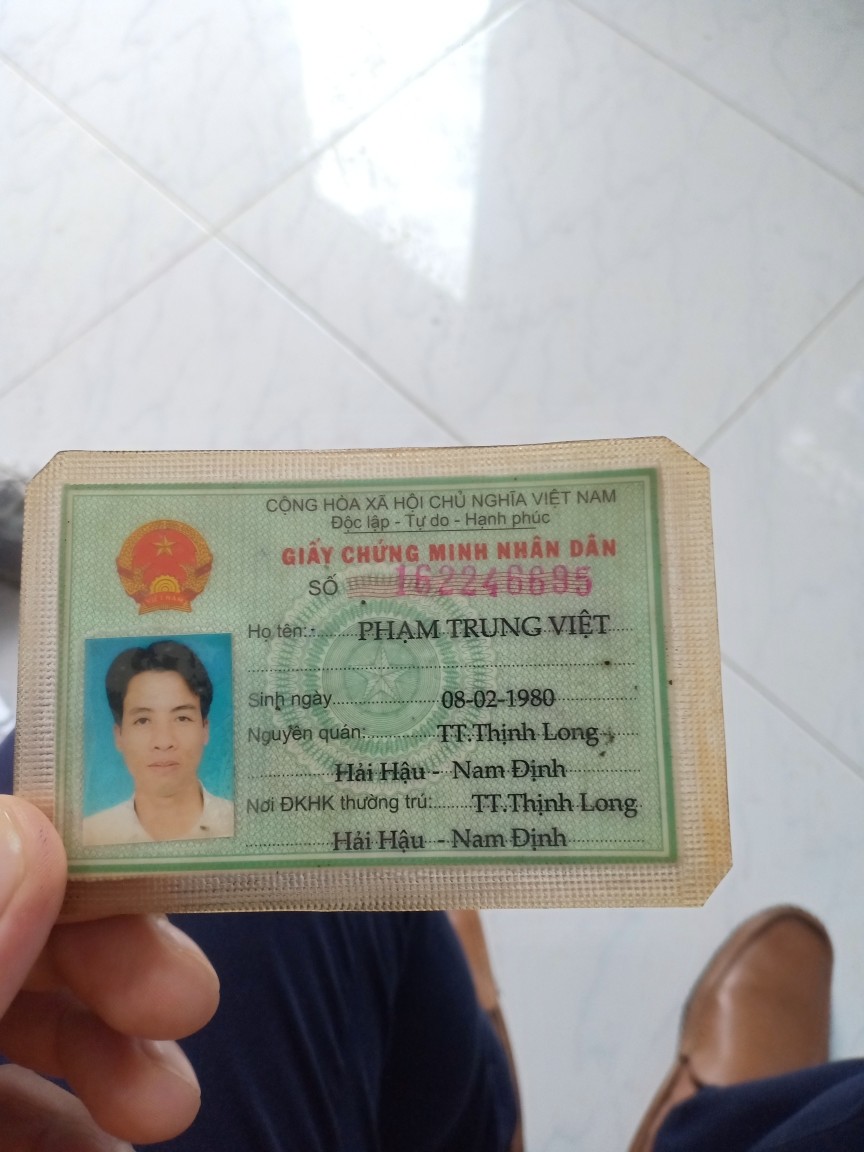 CỘNG HÒA XÃ HỘI CHỦ NGHĨA VIỆT NAM
Độc lập - Tự do - Hạnh phúc
GIẤY CHỨNG MINH NHÂN DÂN
SỐ 162246695
Họ tên: PHẠM TRUNG VIỆT
Sinh ngày 08-02-1980
Nguyên quán: TT.Thịnh Long
Hải Hậu - Nam Định
Nơi ĐKHK thường trú: TT.Thịnh Long
Hải Hậu - Nam Định
VIỆT NAM